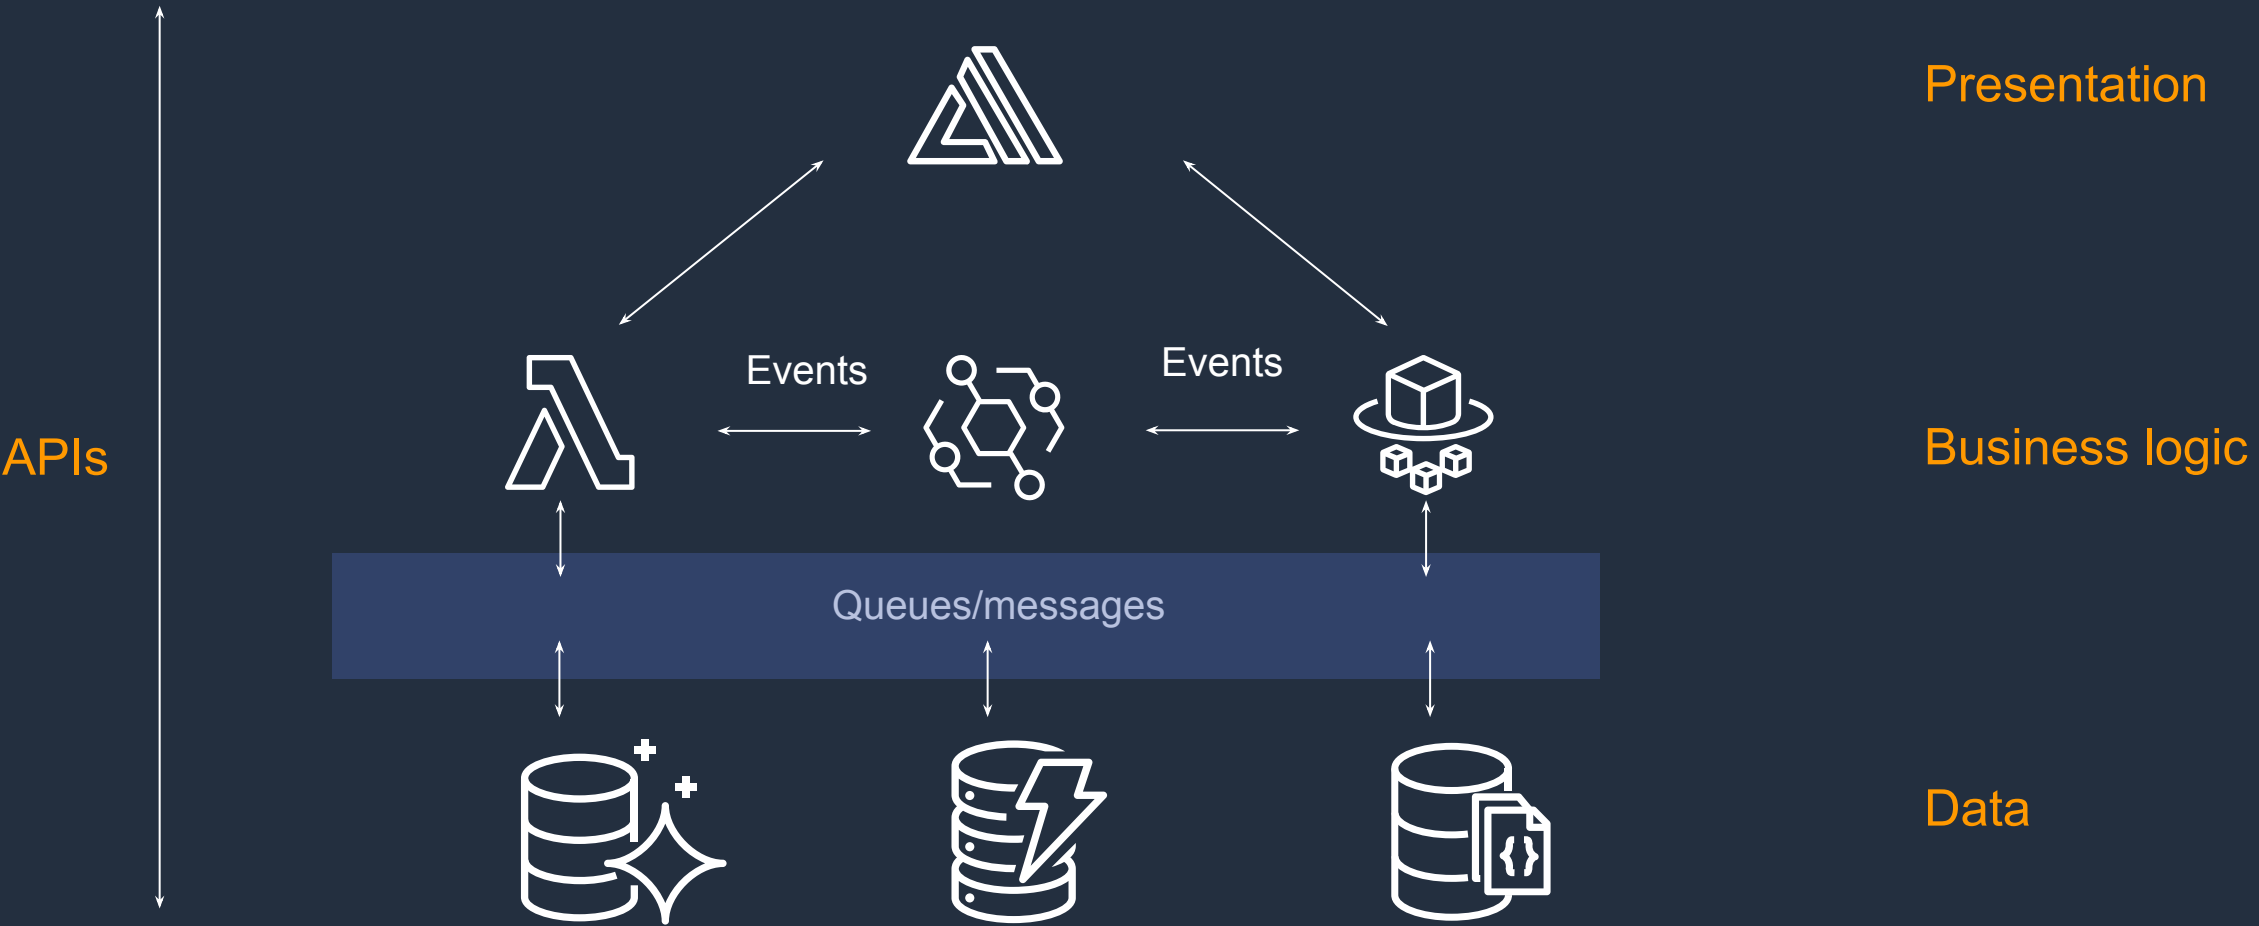 Presentation
Events
Events
APIs
Business logic
Queues/messages
Data
{}